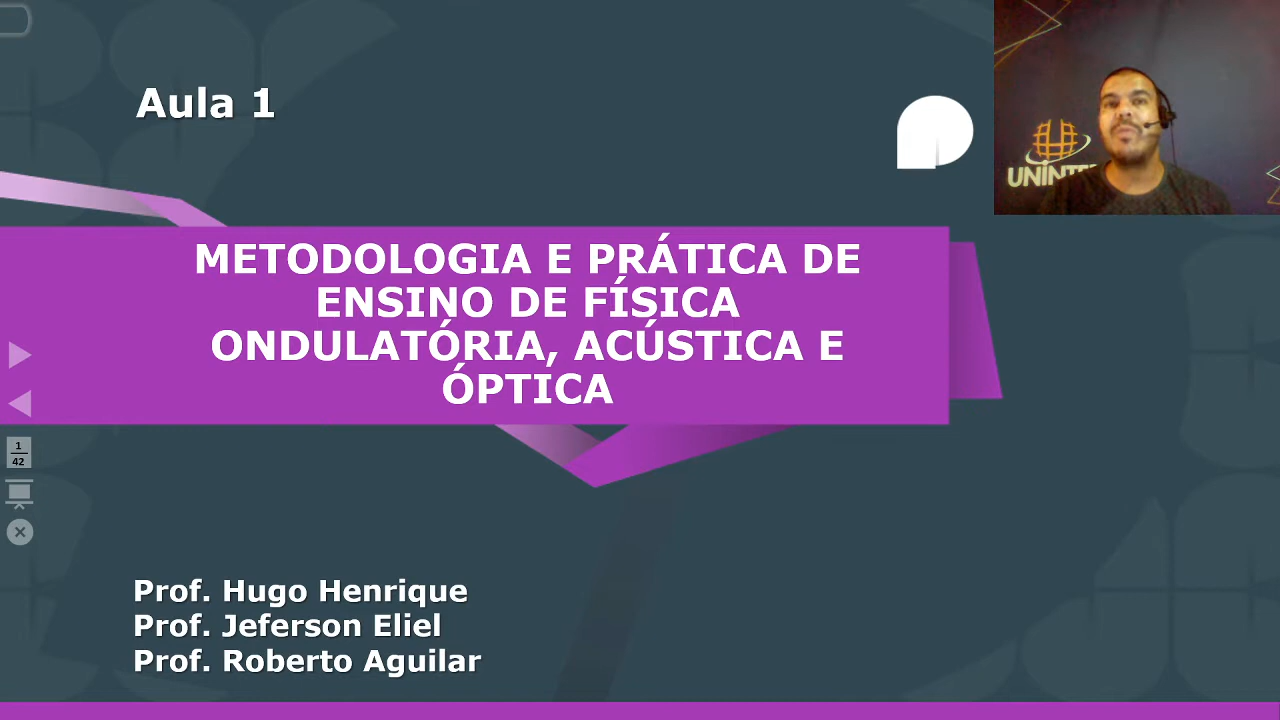 Aula 1
METODOLOGIA E PRÁTICA DE
ENSINO DE FÍSICA
ONDULATÓRIA, ACÚSTICA E
ÓPTICA
1
42
Prof. Hugo Henrique
Prof. Jeferson Eliel
Prof. Roberto Aguilar